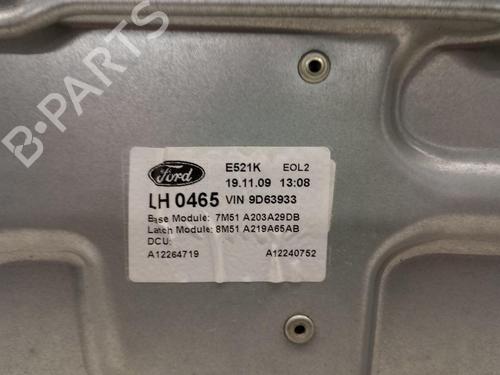 B-PARTS
Ford
E521K EOL2
19.11.09 13:08
LH 0465 VIN 9D63933
Base Module: 7M51 A203A29DB
Latch Module: 8M51 A219A65AB
DCU:
A12264719 A12240752